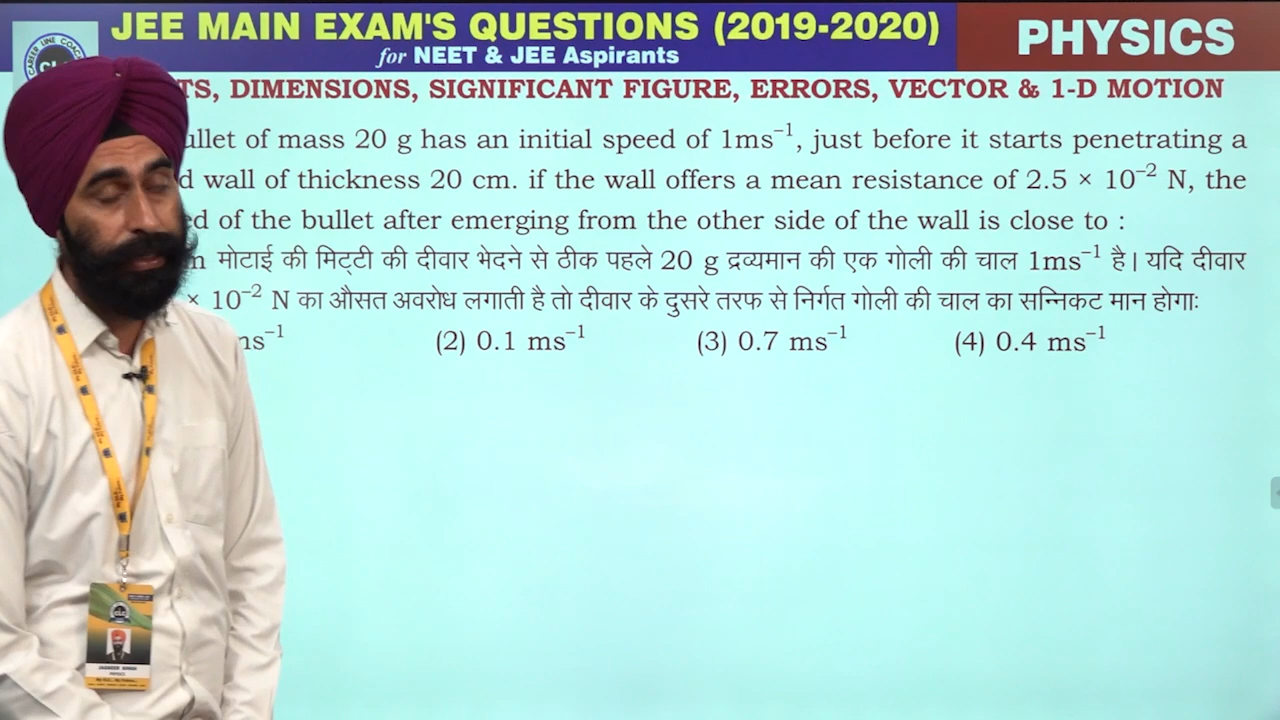 JEE MAIN EXAM'S QUESTIONS (2019-2020)
for NEET & JEE Aspirants
PHYSICS
TS, DIMENSIONS, SIGNIFICANT FIGURE, ERRORS, VECTOR & 1-D MOTION
ullet of mass 20 g has an initial speed of 1ms⁻¹, just before it starts penetrating a
d wall of thickness 20 cm. if the wall offers a mean resistance of 2.5 × 10⁻² N, the
ed of the bullet after emerging from the other side of the wall is close to :
m मोटाई की मिट्टी की दीवार भेदने से ठीक पहले 20 g द्रव्यमान की एक गोली की चाल 1ms⁻¹ है। यदि दीवार
× 10⁻² N का औसत अवरोध लगाती है तो दीवार के दुसरे तरफ से निर्गत गोली की चाल का सन्निकट मान होगाः
ms⁻¹ (2) 0.1 ms⁻¹ (3) 0.7 ms⁻¹ (4) 0.4 ms⁻¹
JASMEER SINGH
PHYSICS